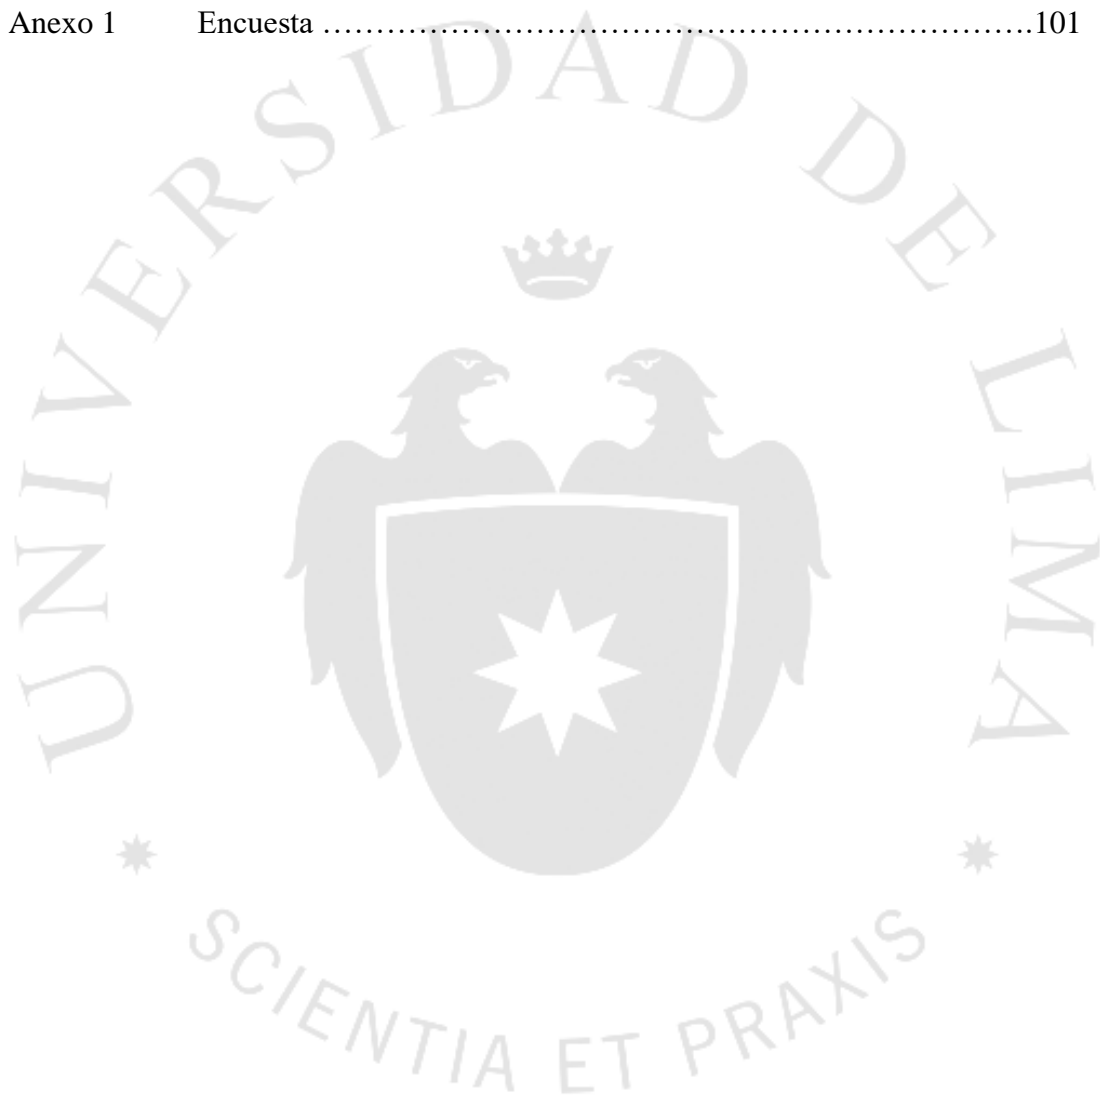 Anexo 1 Encuesta ………………………………………………………….101
UNIVERSIDAD DE LIMA
SCIENTIA ET PRAXIS